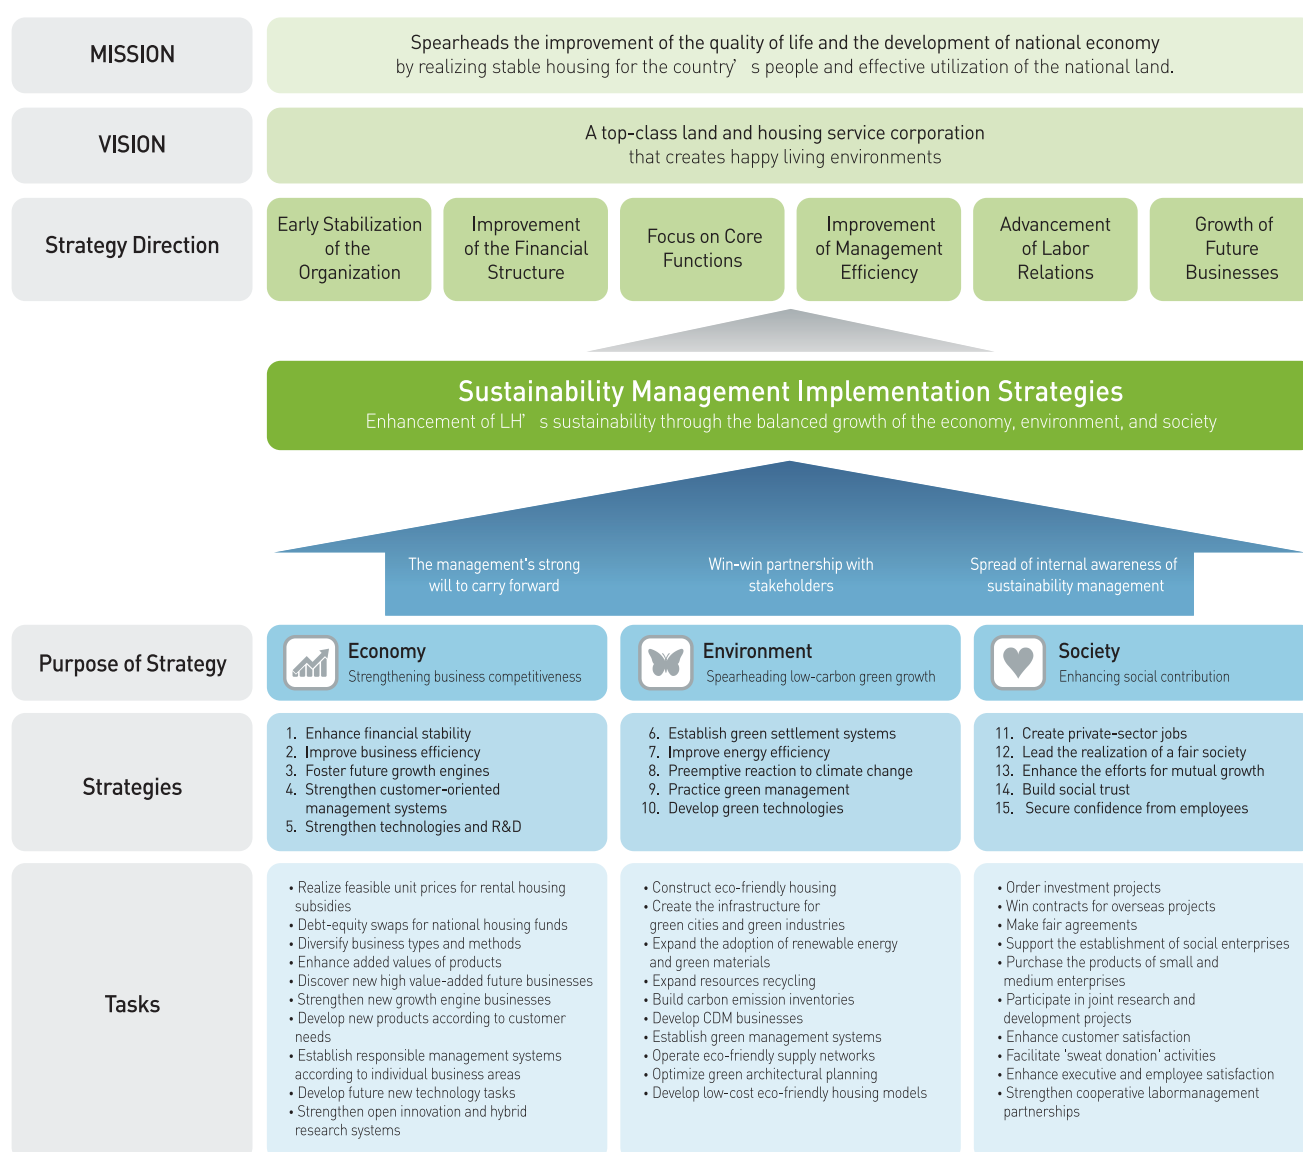 MISSION
Spearheads the improvement of the quality of life and the development of national economy
by realizing stable housing for the country’ s people and effective utilization of the national land.
VISION
A top-class land and housing service corporation
that creates happy living environments
Strategy Direction
Early Stabilization
of the
Organization
Improvement
of the Financial
Structure
Focus on Core
Functions
Improvement
of Management
Efficiency
Advancement
of Labor
Relations
Growth of
Future
Businesses
Sustainability Management Implementation Strategies
Enhancement of LH’ s sustainability through the balanced growth of the economy, environment, and society
The management's strong
will to carry forward
Win-win partnership with
stakeholders
Spread of internal awareness of
sustainability management
Purpose of Strategy
Economy
Strengthening business competitiveness
Environment
Spearheading low-carbon green growth
Society
Enhancing social contribution
Strategies
1. Enhance financial stability
2. Improve business efficiency
3. Foster future growth engines
4. Strengthen customer-oriented
management systems
5. Strengthen technologies and R&D
6. Establish green settlement systems
7. Improve energy efficiency
8. Preemptive reaction to climate change
9. Practice green management
10. Develop green technologies
11. Create private-sector jobs
12. Lead the realization of a fair society
13. Enhance the efforts for mutual growth
14. Build social trust
15. Secure confidence from employees
Tasks
• Realize feasible unit prices for rental housing
subsidies
• Debt-equity swaps for national housing funds
• Diversify business types and methods
• Enhance added values of products
• Discover new high value-added future businesses
• Strengthen new growth engine businesses
• Develop new products according to customer
needs
• Establish responsible management systems
according to individual business areas
• Develop future new technology tasks
• Strengthen open innovation and hybrid
research systems
• Construct eco-friendly housing
• Create the infrastructure for
green cities and green industries
• Expand the adoption of renewable energy
and green materials
• Expand resources recycling
• Build carbon emission inventories
• Develop CDM businesses
• Establish green management systems
• Operate eco-friendly supply networks
• Optimize green architectural planning
• Develop low-cost eco-friendly housing models
• Order investment projects
• Win contracts for overseas projects
• Make fair agreements
• Support the establishment of social enterprises
• Purchase the products of small and
medium enterprises
• Participate in joint research and
development projects
• Enhance customer satisfaction
• Facilitate 'sweat donation' activities
• Enhance executive and employee satisfaction
• Strengthen cooperative labormanagement
partnerships